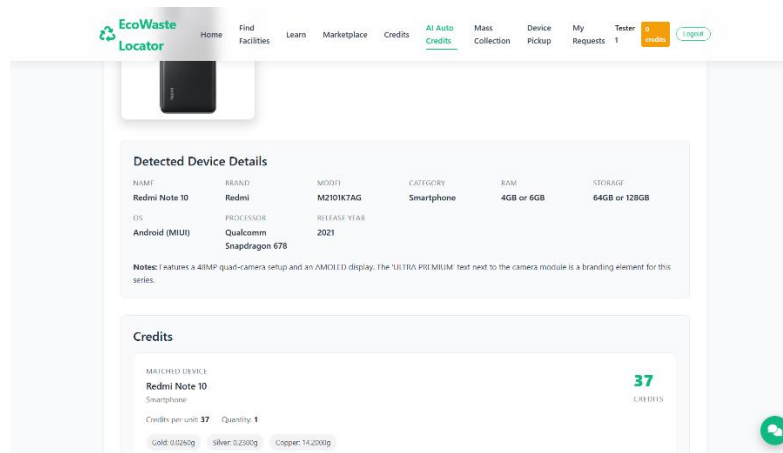 EcoWaste Locator
Home
Find Facilities
Learn
Marketplace
Credits
AI Auto Credits
Mass Collection
Device Pickup
My Requests
Tester 1
0 credits
Logout
Detected Device Details
NAME
Redmi Note 10
BRAND
Redmi
MODEL
M2101K7AG
CATEGORY
Smartphone
RAM
4GB or 6GB
STORAGE
64GB or 128GB
OS
Android (MIUI)
PROCESSOR
Qualcomm
Snapdragon 678
RELEASE YEAR
2021
Notes: Features a 48MP quad-camera setup and an AMOLED display. The 'ULTRA PREMIUM' text next to the camera module is a branding element for this
series.
Credits
MATCHED DEVICE
Redmi Note 10
Smartphone
37
CREDITS
Credits per unit: 37 Quantity: 1
Gold: 0.0260g Silver: 0.2300g Copper: 14.2000g